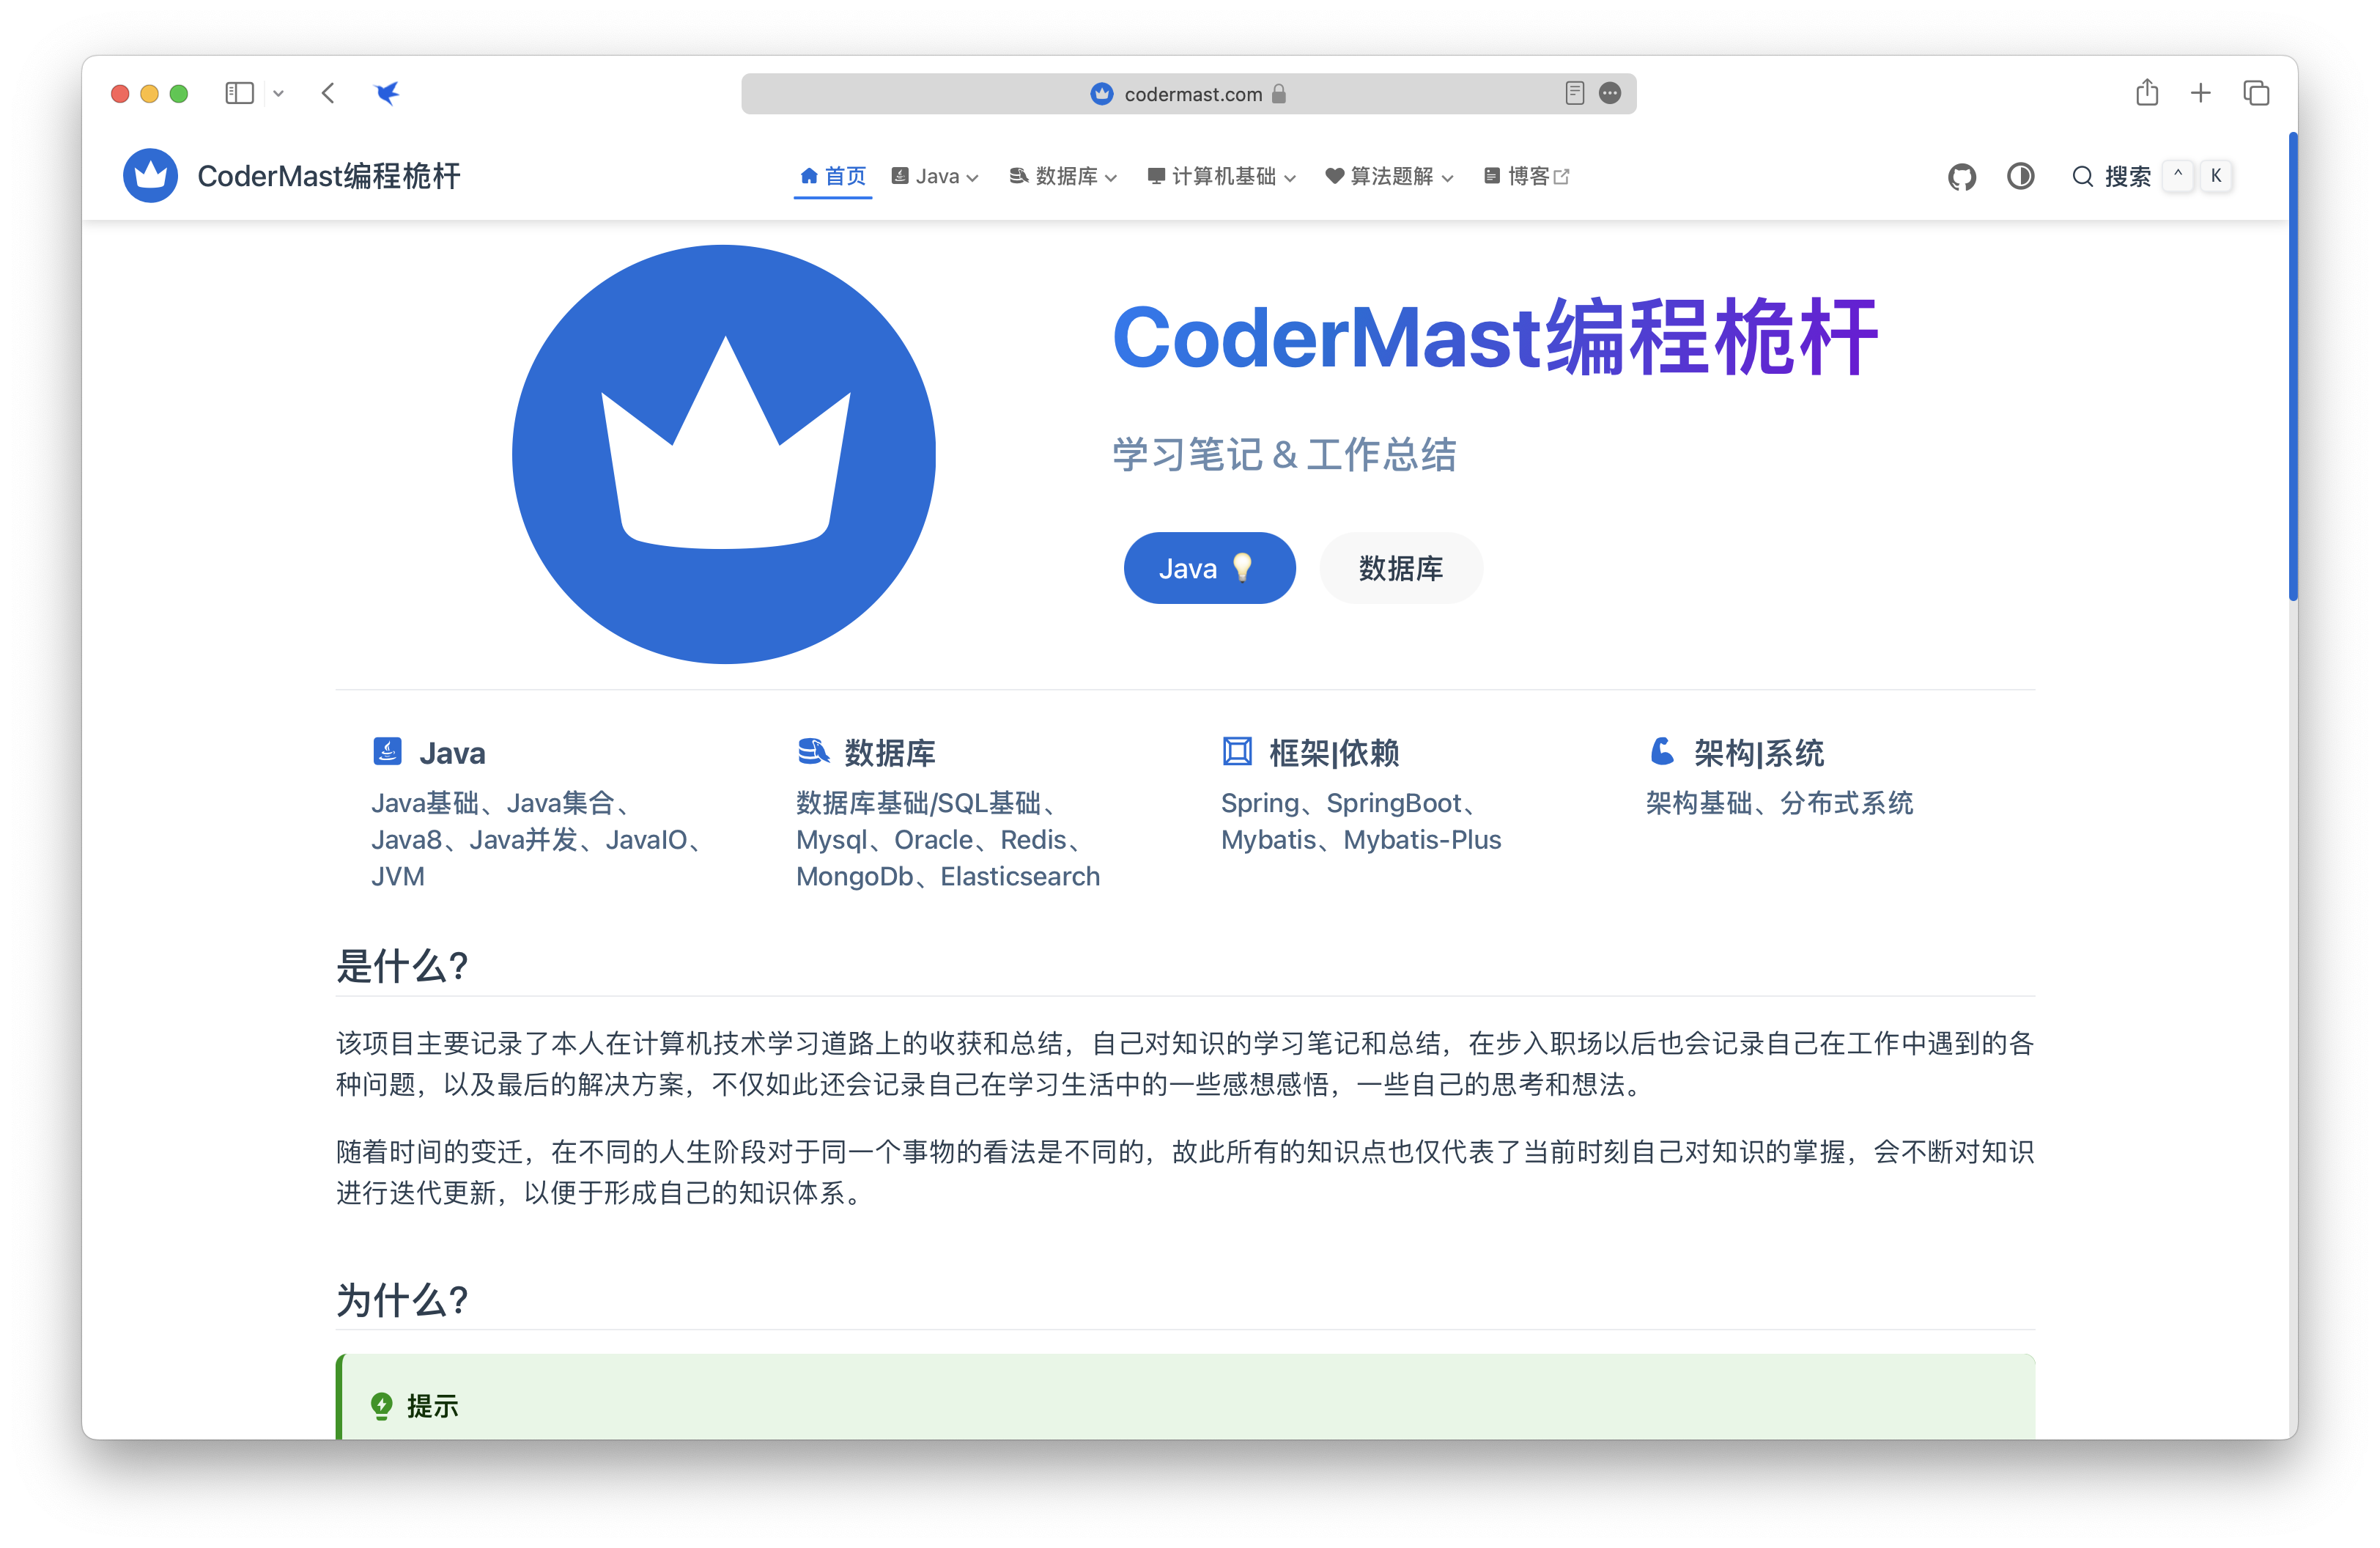 codermast.com
CoderMast编程桅杆
首页 Java 数据库 计算机基础 算法题解 博客
搜索 ^ K
CoderMast编程桅杆
学习笔记 & 工作总结
Java 数据库
Java
Java基础、Java集合、
Java8、Java并发、JavaIO、
JVM
数据库
数据库基础/SQL基础、
Mysql、Oracle、Redis、
MongoDb、Elasticsearch
框架|依赖
Spring、SpringBoot、
Mybatis、Mybatis-Plus
架构|系统
架构基础、分布式系统
是什么?
该项目主要记录了本人在计算机技术学习道路上的收获和总结，自己对知识的学习笔记和总结，在步入职场以后也会记录自己在工作中遇到的各
种问题，以及最后的解决方案，不仅如此还会记录自己在学习生活中的一些感想感悟，一些自己的思考和想法。
随着时间的变迁，在不同的人生阶段对于同一个事物的看法是不同的，故此所有的知识点也仅代表了当前时刻自己对知识的掌握，会不断对知识
进行迭代更新，以便于形成自己的知识体系。
为什么?
提示